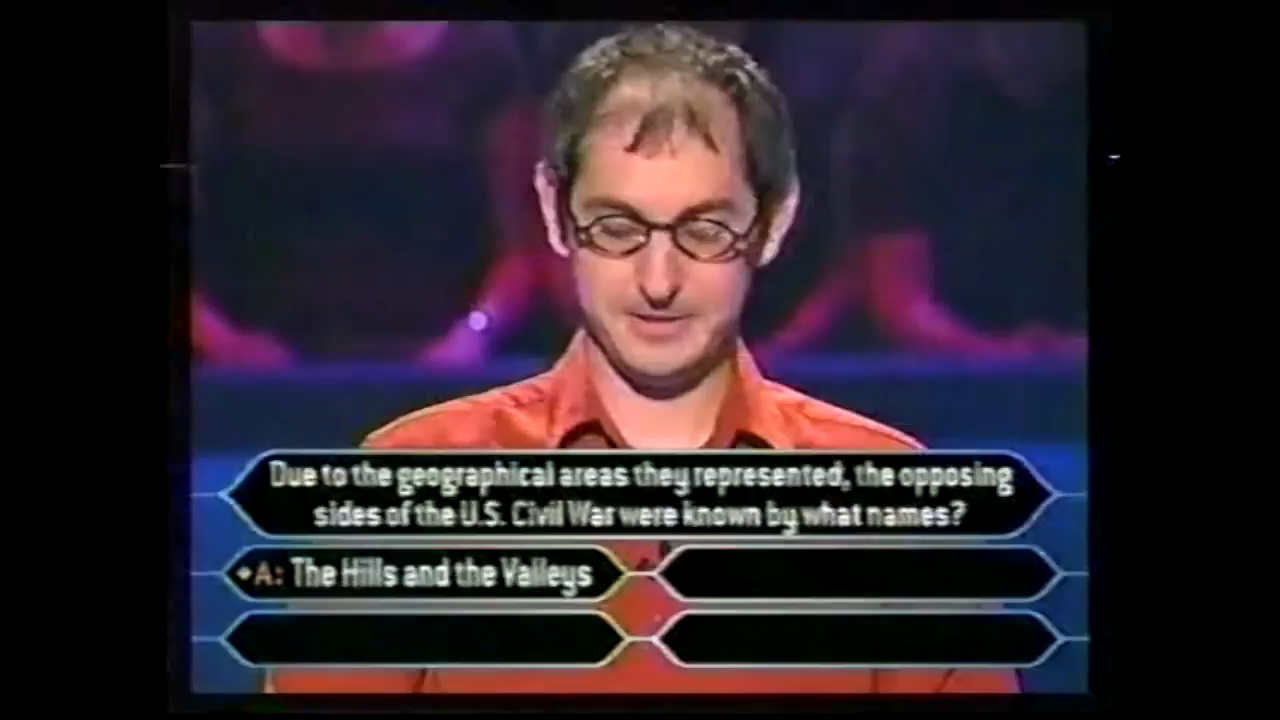 Due to the geographical areas they represented, the opposing
sides of the U.S. Civil War were known by what names?
A: The Hills and the Valleys